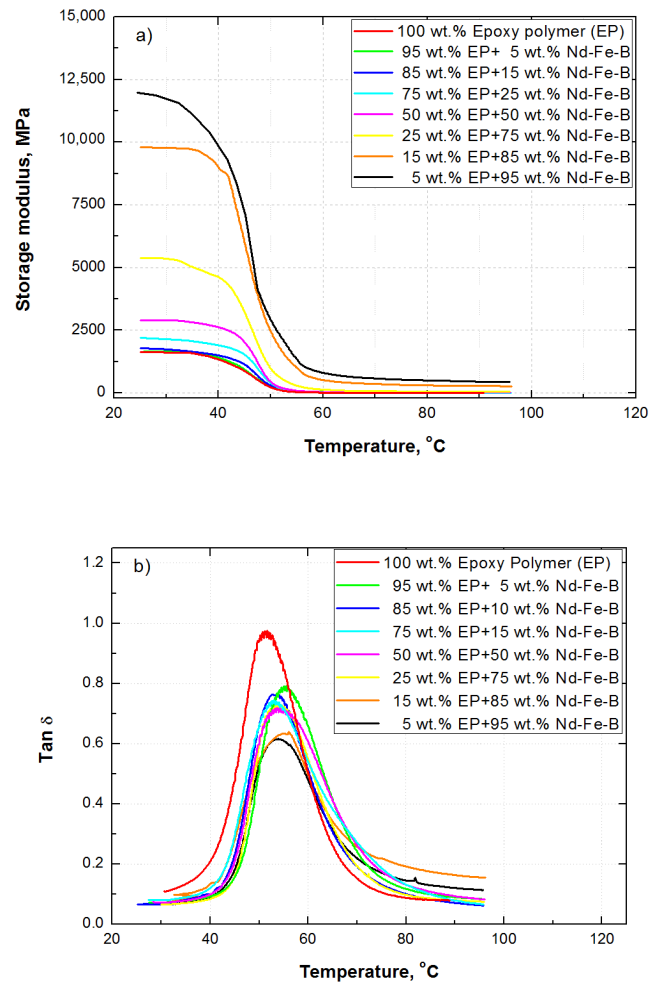 a)
100 wt.% Epoxy polymer (EP)
95 wt.% EP+ 5 wt.% Nd-Fe-B
85 wt.% EP+15 wt.% Nd-Fe-B
75 wt.% EP+25 wt.% Nd-Fe-B
50 wt.% EP+50 wt.% Nd-Fe-B
25 wt.% EP+75 wt.% Nd-Fe-B
15 wt.% EP+85 wt.% Nd-Fe-B
5 wt.% EP+95 wt.% Nd-Fe-B
15,000
12,500
10,000
7500
5000
2500
0
Storage modulus, MPa
20 40 60 80 100 120
Temperature, °C
b)
100 wt.% Epoxy Polymer (EP)
95 wt.% EP+ 5 wt.% Nd-Fe-B
85 wt.% EP+10 wt.% Nd-Fe-B
75 wt.% EP+15 wt.% Nd-Fe-B
50 wt.% EP+50 wt.% Nd-Fe-B
25 wt.% EP+75 wt.% Nd-Fe-B
15 wt.% EP+85 wt.% Nd-Fe-B
5 wt.% EP+95 wt.% Nd-Fe-B
1.2
1.0
0.8
0.6
0.4
0.2
0.0
Tan δ
20 40 60 80 100 120
Temperature, °C